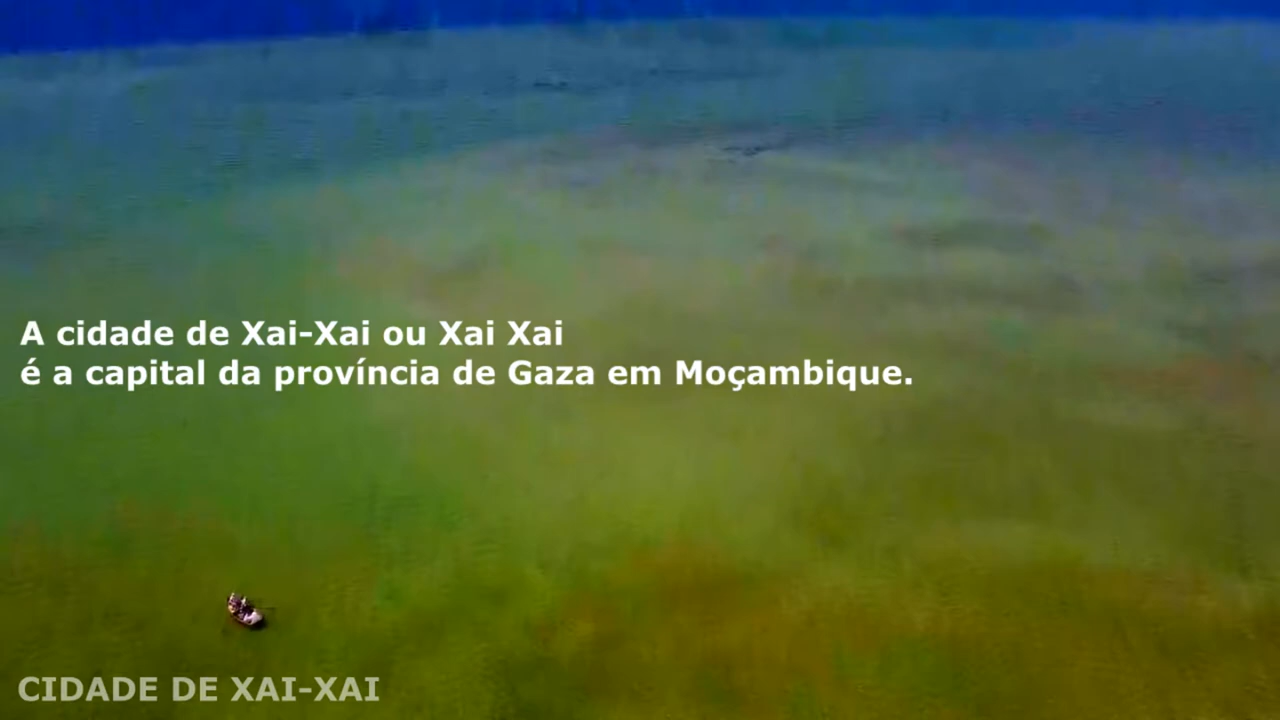 A cidade de Xai-Xai ou Xai Xai
é a capital da província de Gaza em Moçambique.
CIDADE DE XAI-XAI